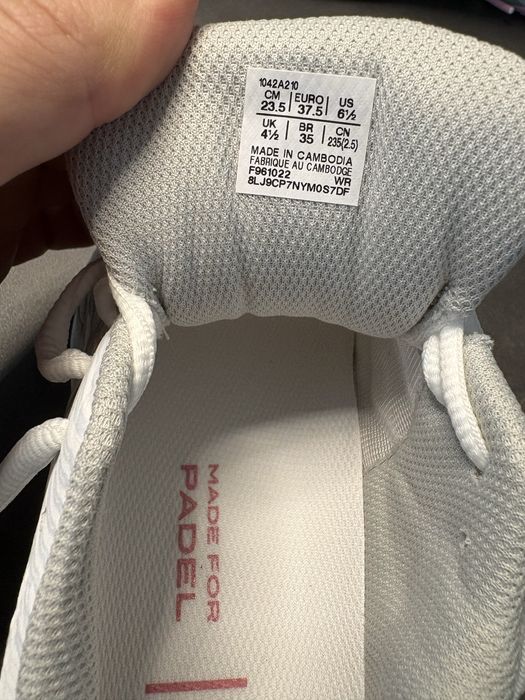 1042A210
CM EURO US
23.5 37.5 6½
UK BR CN
4½ 35 235(2.5)
MADE IN CAMBODIA
FABRIQUE AU CAMBODGE
F961022 WR
8LJ9CP7NYM0S7DF
MADE FOR
PADEL